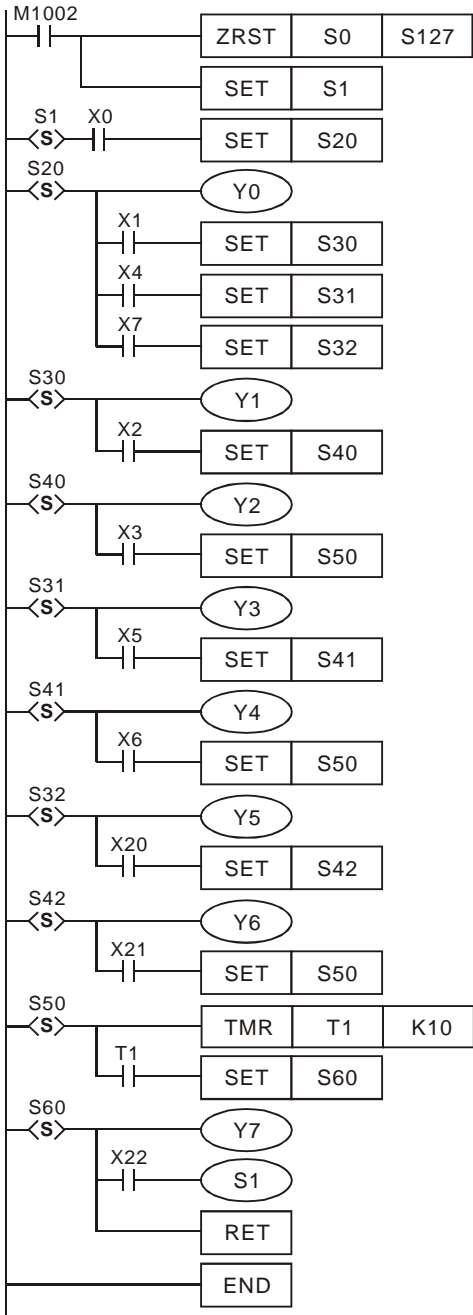 M1002
ZRST S0 S127
SET S1
S1 X0
S SET S20
S20
S Y0
X1
SET S30
X4
SET S31
X7
SET S32
S30
S Y1
X2
SET S40
S40
S Y2
X3
SET S50
S31
S Y3
X5
SET S41
S41
S Y4
X6
SET S50
S32
S Y5
X20
SET S42
S42
S Y6
X21
SET S50
S50
S TMR T1 K10
T1
SET S60
S60
S Y7
X22
S1
RET
END